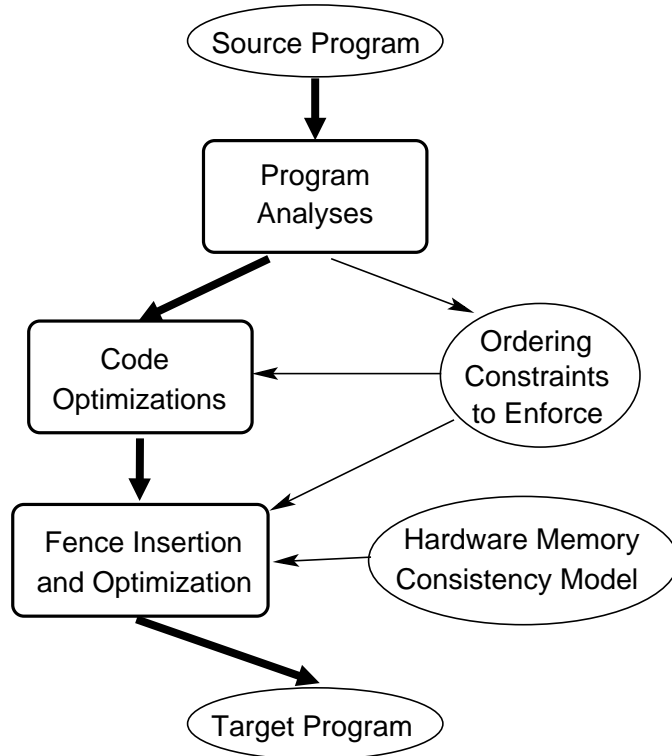 Source Program
Program
Analyses
Code
Optimizations
Ordering
Constraints
to Enforce
Fence Insertion
and Optimization
Hardware Memory
Consistency Model
Target Program